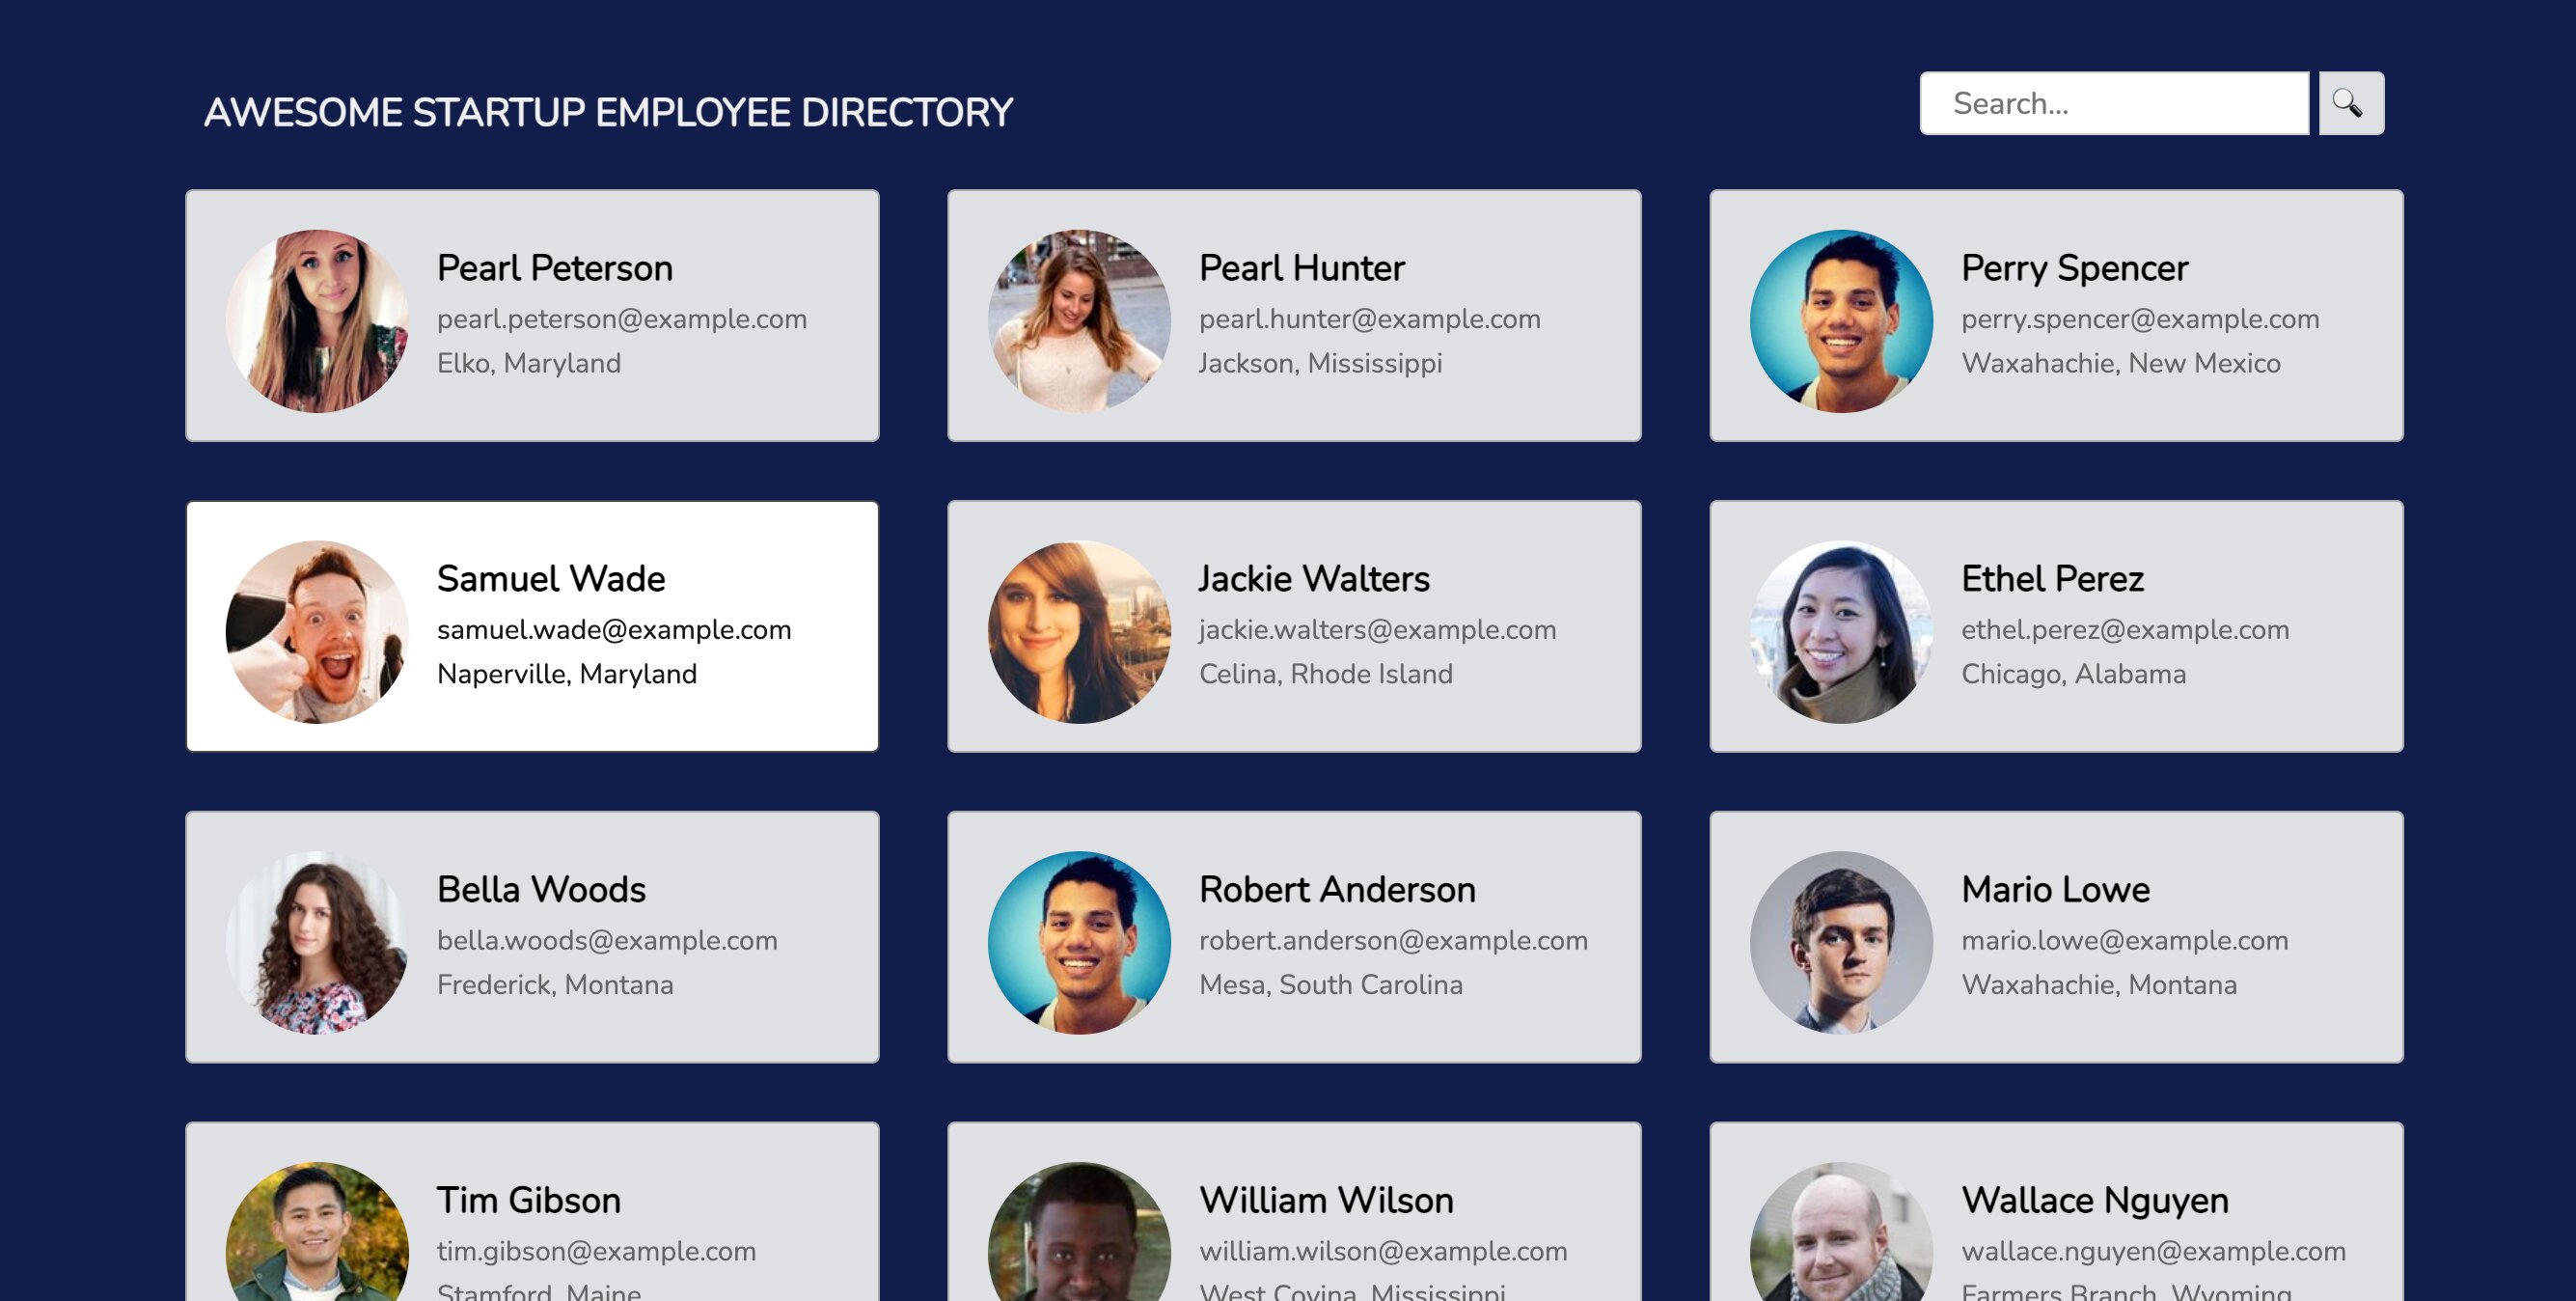 AWESOME STARTUP EMPLOYEE DIRECTORY
Search...
Pearl Peterson
pearl.peterson@example.com
Elko, Maryland
Pearl Hunter
pearl.hunter@example.com
Jackson, Mississippi
Perry Spencer
perry.spencer@example.com
Waxahachie, New Mexico
Samuel Wade
samuel.wade@example.com
Naperville, Maryland
Jackie Walters
jackie.walters@example.com
Celina, Rhode Island
Ethel Perez
ethel.perez@example.com
Chicago, Alabama
Bella Woods
bella.woods@example.com
Frederick, Montana
Robert Anderson
robert.anderson@example.com
Mesa, South Carolina
Mario Lowe
mario.lowe@example.com
Waxahachie, Montana
Tim Gibson
tim.gibson@example.com
Stamford, Maine
William Wilson
william.wilson@example.com
West Covina, Mississippi
Wallace Nguyen
wallace.nguyen@example.com
Farmers Branch, Wyoming